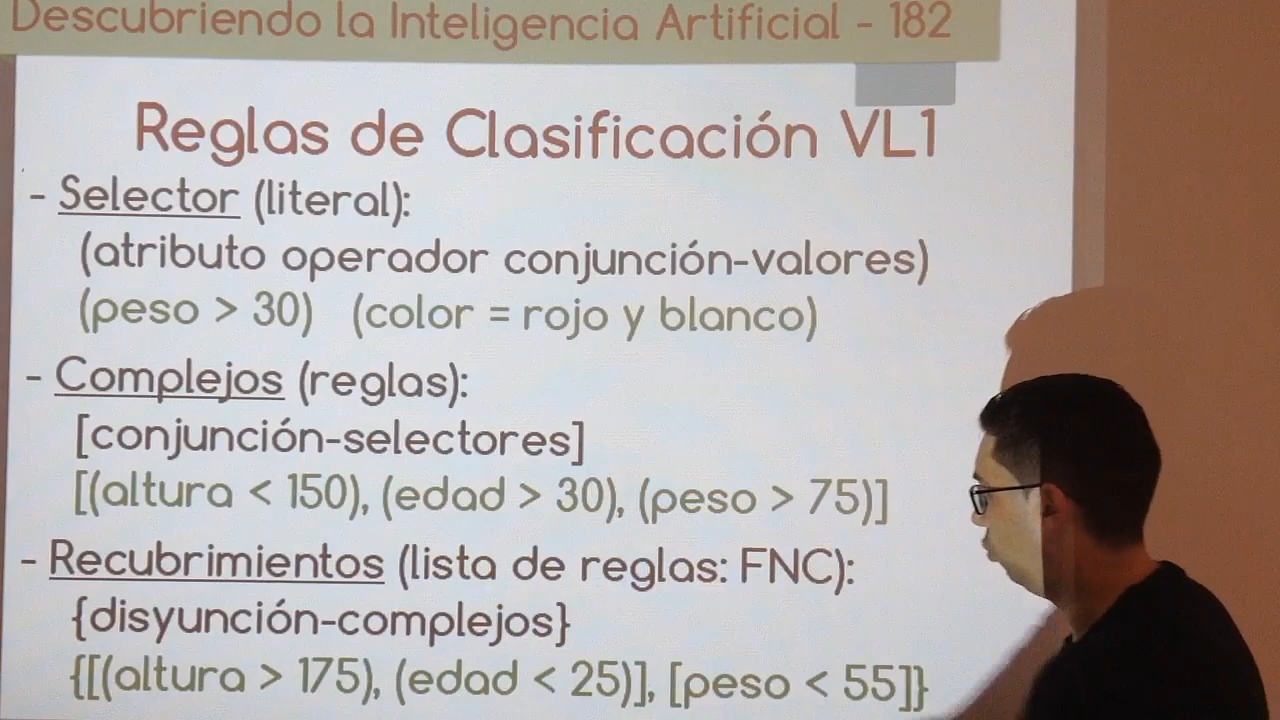 Descubriendo la Inteligencia Artificial - 182
Reglas de Clasificación VL1
- Selector (literal):
(atributo operador conjunción-valores)
(peso > 30) (color = rojo y blanco)
- Complejos (reglas):
[conjunción-selectores]
[(altura < 150), (edad > 30), (peso > 75)]
- Recubrimientos (lista de reglas: FNC):
{disyunción-complejos}
{[(altura > 175), (edad < 25)], [peso < 55]}